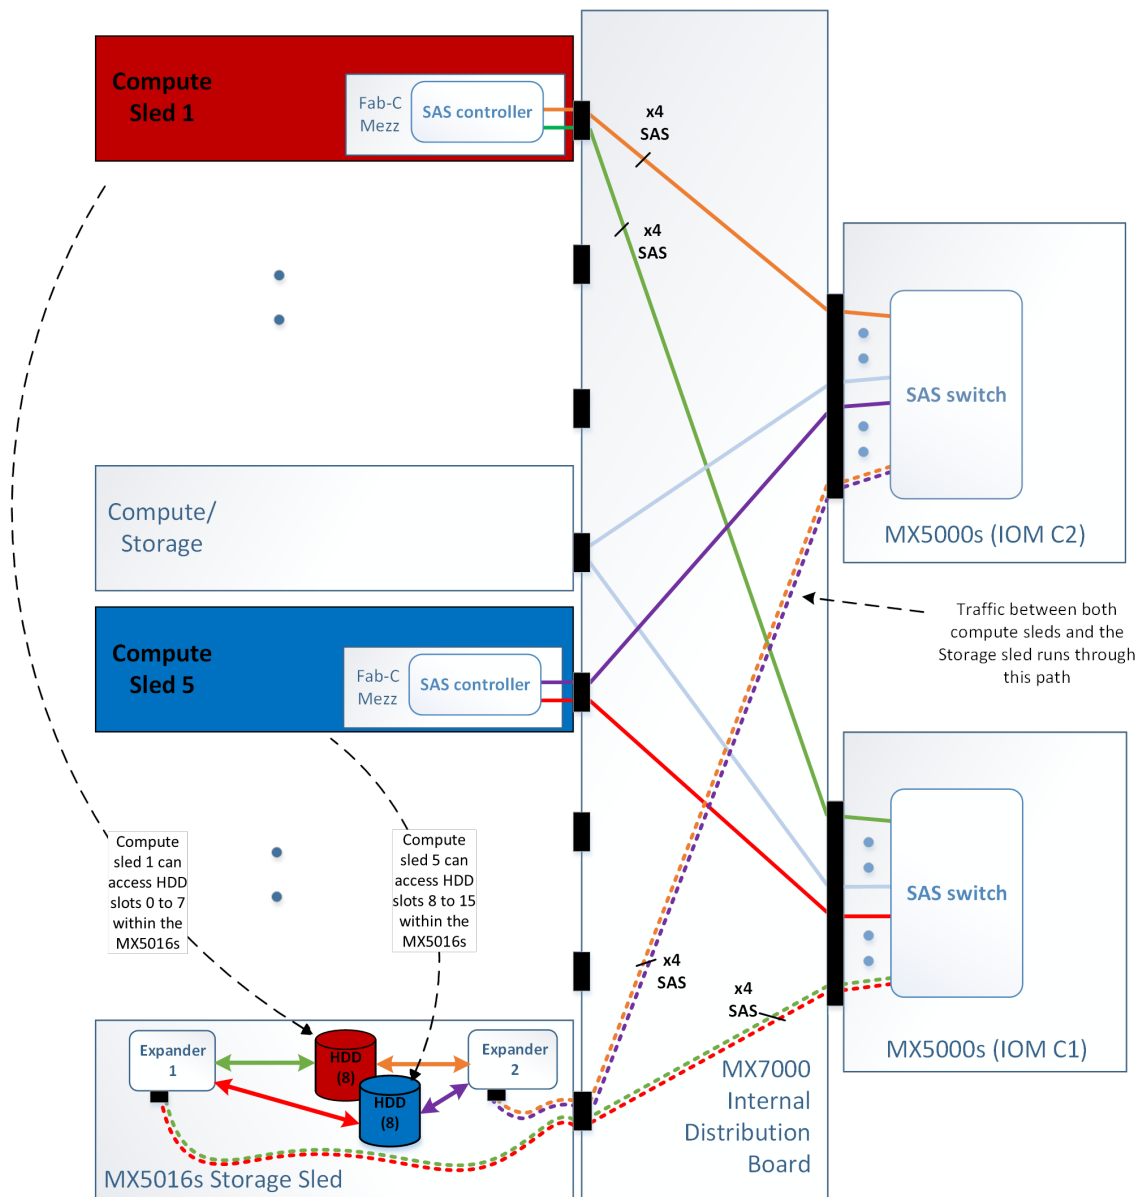 Compute
Sled 1
Fab-C
Mezz
SAS controller
x4
SAS
x4
SAS
SAS switch
MX5000s (IOM C2)
Compute/
Storage
Compute
Sled 5
Fab-C
Mezz
SAS controller
Traffic between both
compute sleds and the
Storage sled runs through
this path
Compute
sled 1 can
access HDD
slots 0 to 7
within the
MX5016s
Compute
sled 5 can
access HDD
slots 8 to 15
within the
MX5016s
SAS switch
MX5000s (IOM C1)
x4
SAS
x4
SAS
Expander
1
HDD
(8)
HDD
(8)
Expander
2
MX5016s Storage Sled
MX7000
Internal
Distribution
Board